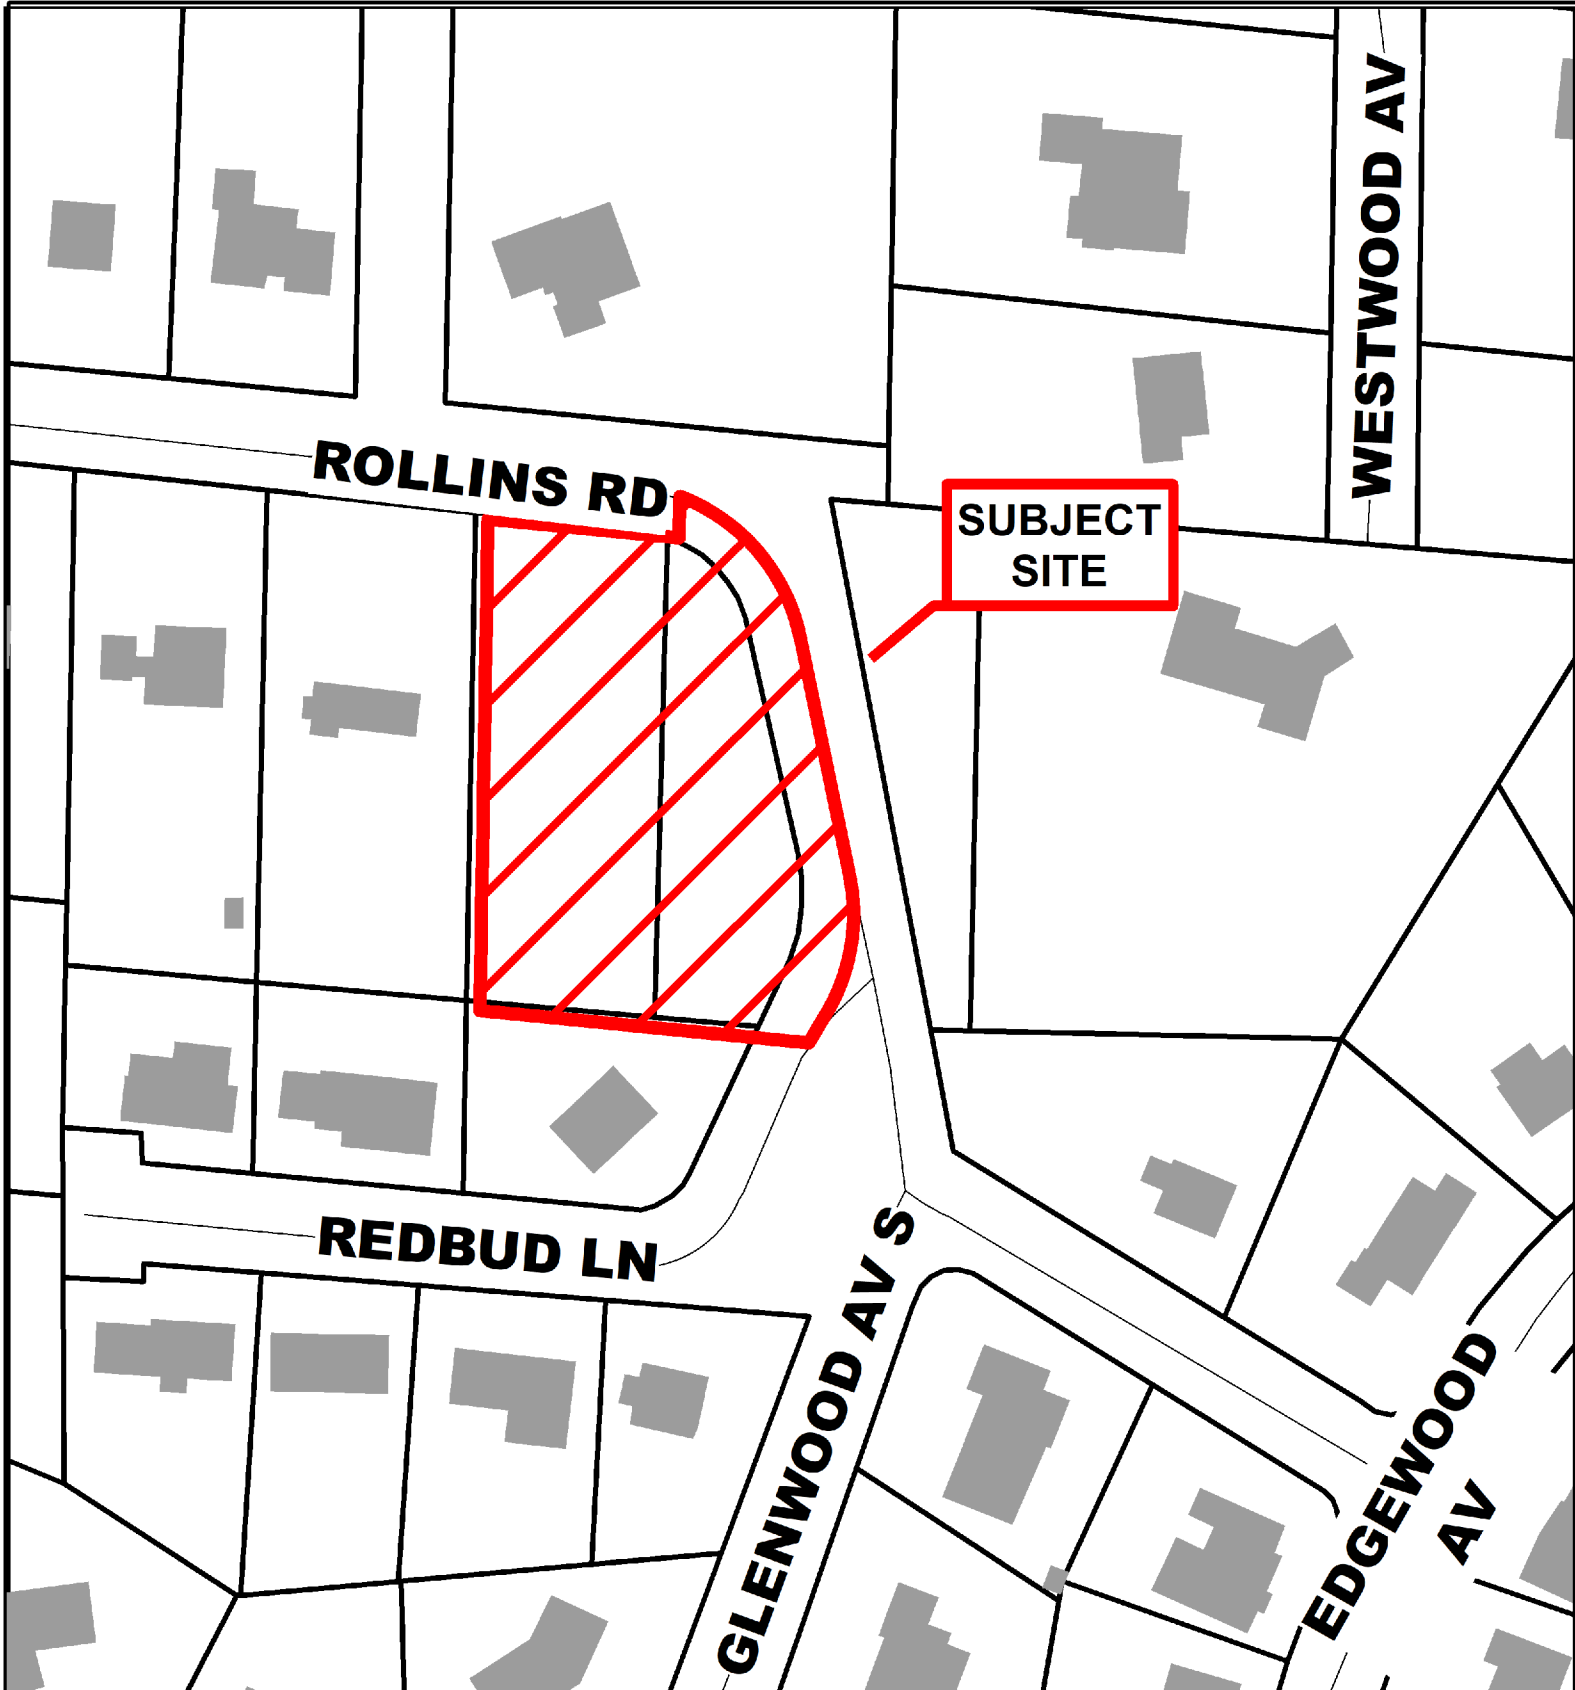 WESTWOOD AV
ROLLINS RD
SUBJECT
SITE
REDBUD LN
GLENWOOD AV S
EDGEWOOD
AV